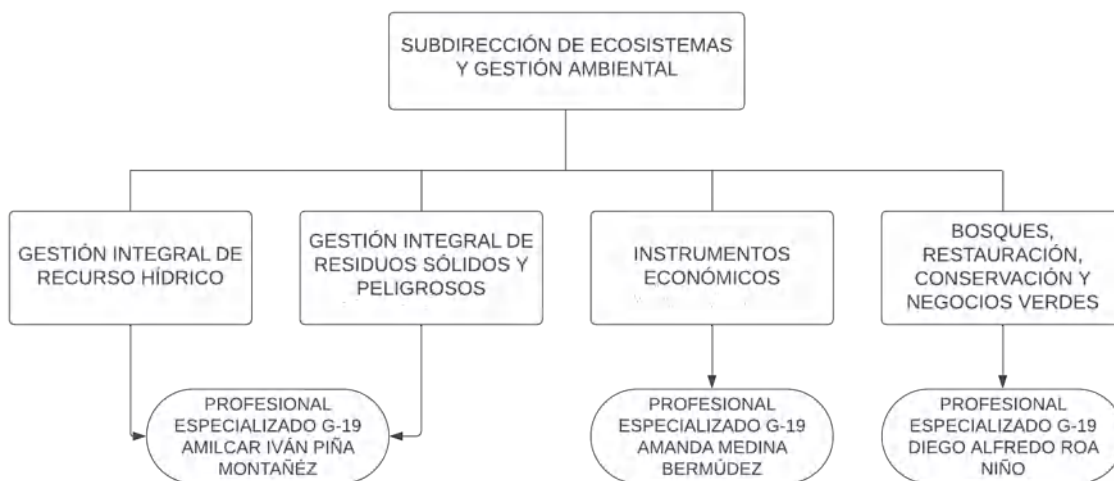 SUBDIRECCIÓN DE ECOSISTEMAS
Y GESTIÓN AMBIENTAL
GESTIÓN INTEGRAL DE
RECURSO HÍDRICO
GESTIÓN INTEGRAL DE
RESIDUOS SÓLIDOS Y
PELIGROSOS
INSTRUMENTOS
ECONÓMICOS
BOSQUES,
RESTAURACIÓN,
CONSERVACIÓN Y
NEGOCIOS VERDES
PROFESIONAL
ESPECIALIZADO G-19
AMILCAR IVÁN PIÑA
MONTAÑÉZ
PROFESIONAL
ESPECIALIZADO G-19
AMANDA MEDINA
BERMÚDEZ
PROFESIONAL
ESPECIALIZADO G-19
DIEGO ALFREDO ROA
NIÑO